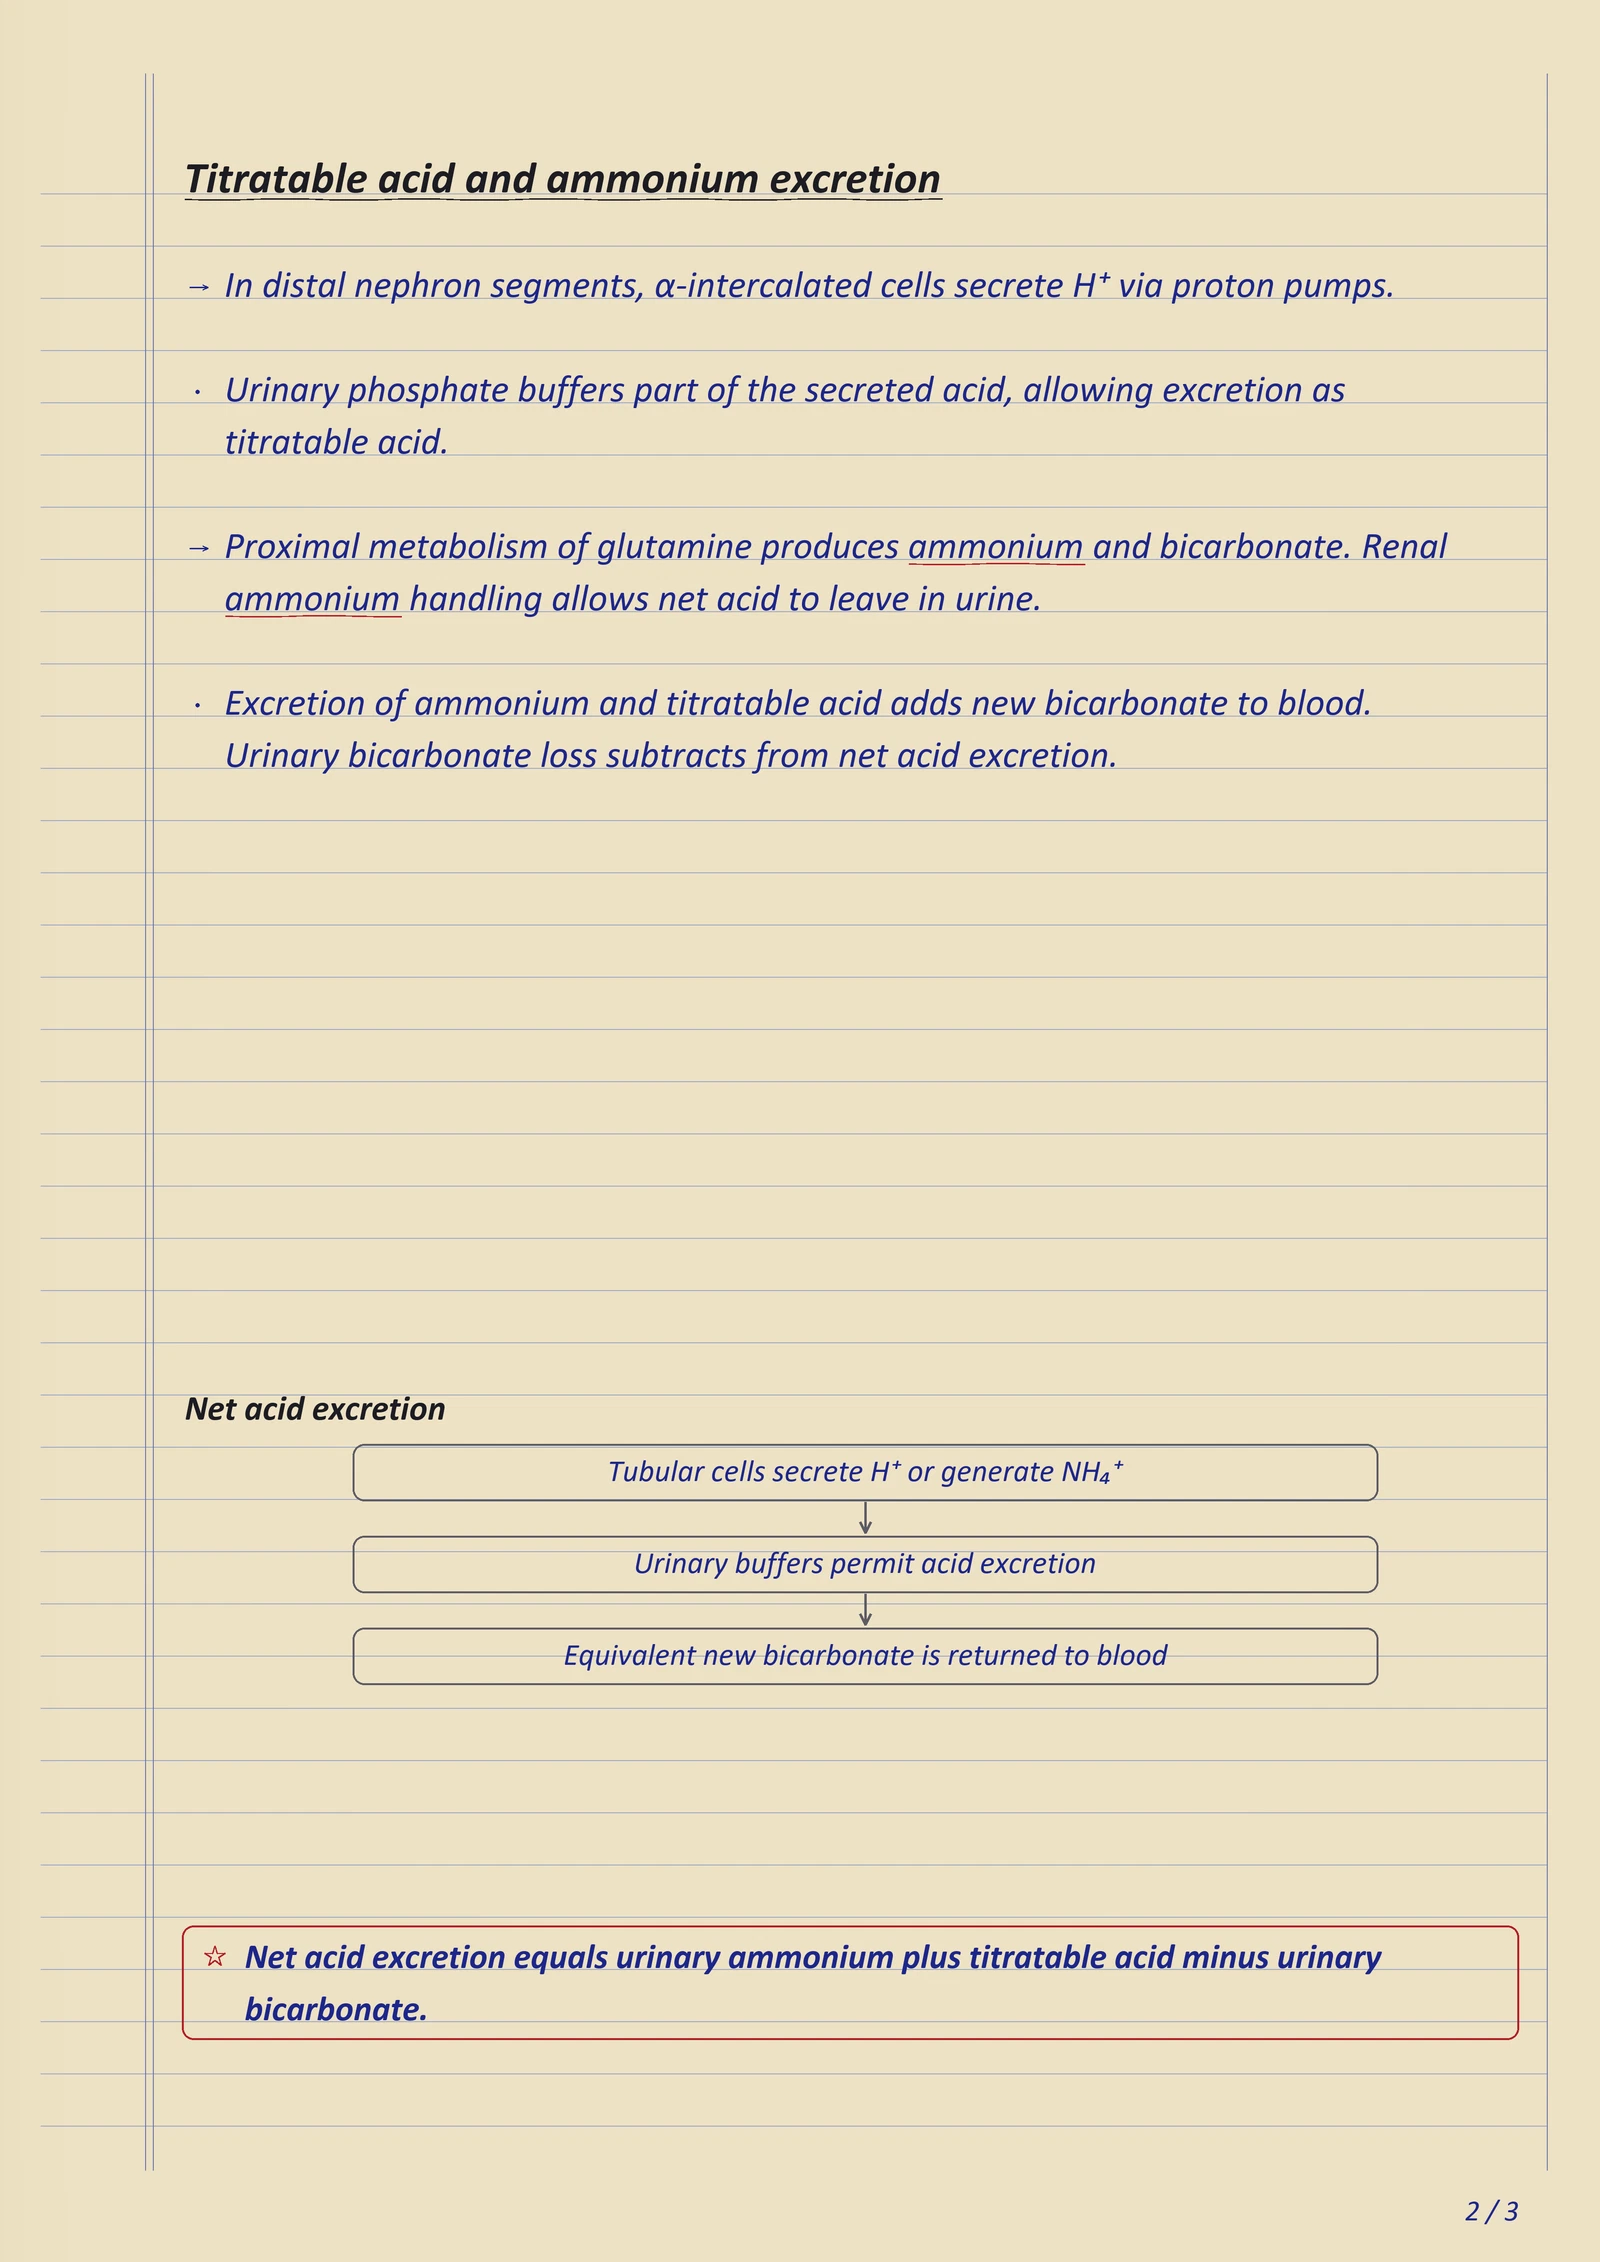 Titratable acid and ammonium excretion
→ In distal nephron segments, α-intercalated cells secrete H⁺ via proton pumps.
· Urinary phosphate buffers part of the secreted acid, allowing excretion as
titratable acid.
→ Proximal metabolism of glutamine produces ammonium and bicarbonate. Renal
ammonium handling allows net acid to leave in urine.
· Excretion of ammonium and titratable acid adds new bicarbonate to blood.
Urinary bicarbonate loss subtracts from net acid excretion.
Net acid excretion
Tubular cells secrete H⁺ or generate NH₄⁺
Urinary buffers permit acid excretion
Equivalent new bicarbonate is returned to blood
☆ Net acid excretion equals urinary ammonium plus titratable acid minus urinary
bicarbonate.
2 / 3